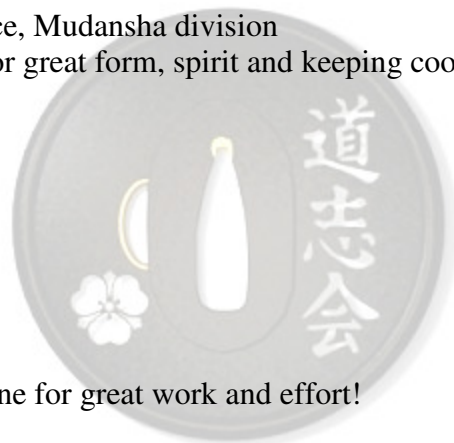 Mudansha division
great form, spirit and keeping
道志会
for great work and effort!